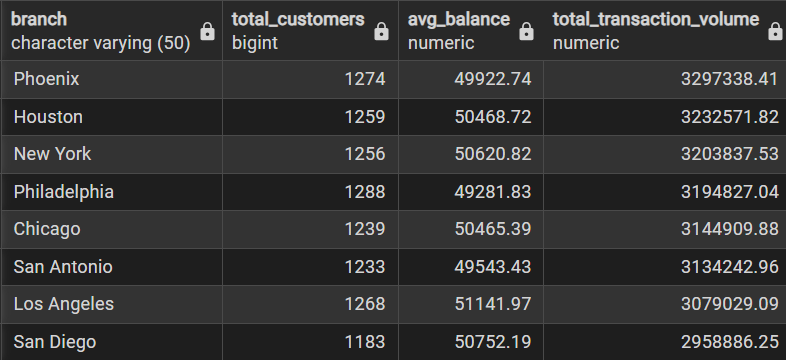 branch total_customers avg_balance total_transaction_volume
character varying (50) bigint numeric numeric
Phoenix 1274 49922.74 3297338.41
Houston 1259 50468.72 3232571.82
New York 1256 50620.82 3203837.53
Philadelphia 1288 49281.83 3194827.04
Chicago 1239 50465.39 3144909.88
San Antonio 1233 49543.43 3134242.96
Los Angeles 1268 51141.97 3079029.09
San Diego 1183 50752.19 2958886.25